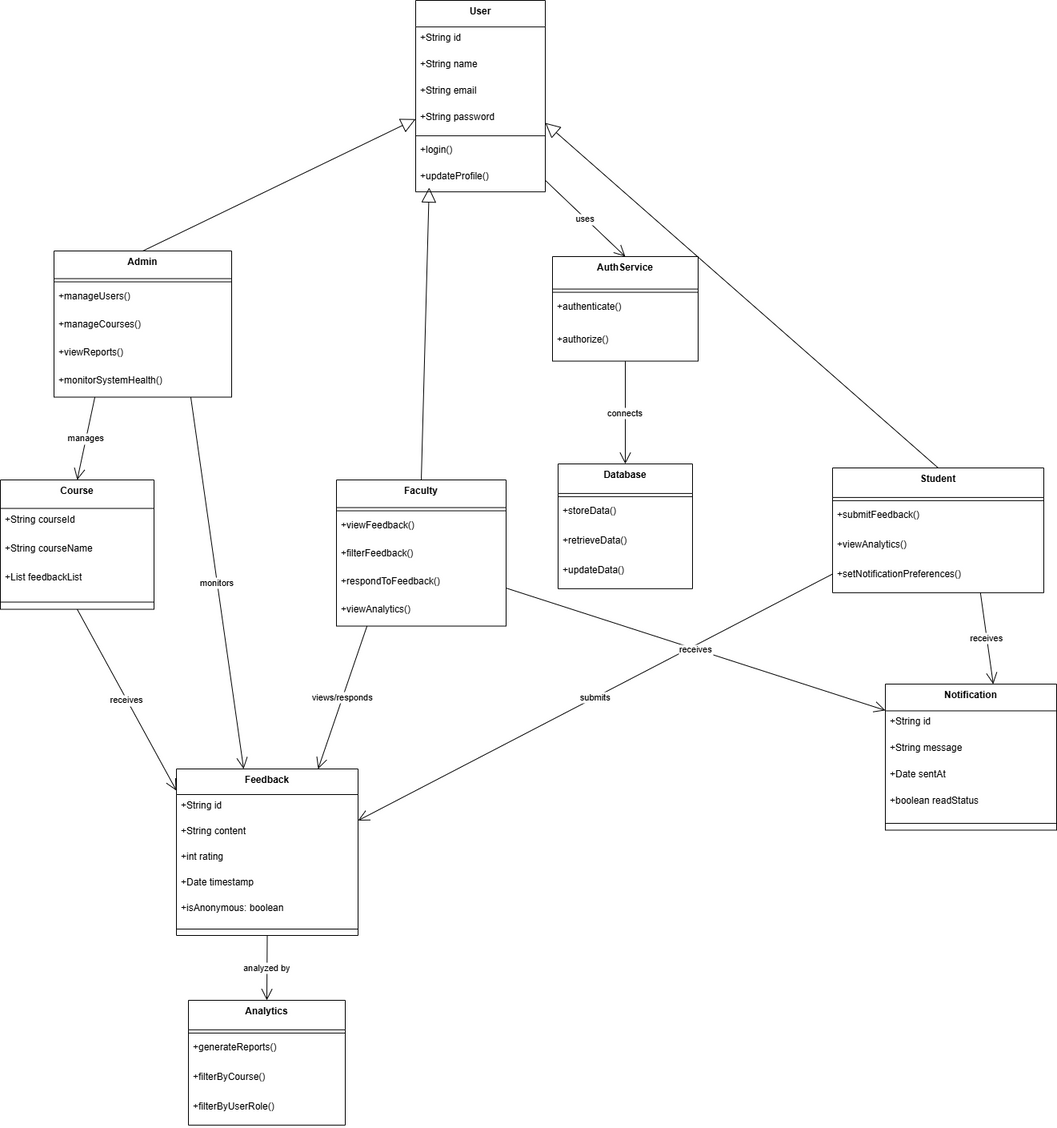 User
+String id
+String name
+String email
+String password
+login()
+updateProfile()
uses
Admin
+manageUsers()
+manageCourses()
+viewReports()
+monitorSystemHealth()
AuthService
+authenticate()
+authorize()
manages
connects
Course
+String courseId
+String courseName
+List feedbackList
Faculty
+viewFeedback()
+filterFeedback()
+respondToFeedback()
+viewAnalytics()
Database
+storeData()
+retrieveData()
+updateData()
Student
+submitFeedback()
+viewAnalytics()
+setNotificationPreferences()
monitors
receives
receives
receives
views/responds
submits
Notification
+String id
+String message
+Date sentAt
+boolean readStatus
Feedback
+String id
+String content
+int rating
+Date timestamp
+isAnonymous: boolean
analyzed by
Analytics
+generateReports()
+filterByCourse()
+filterByUserRole()